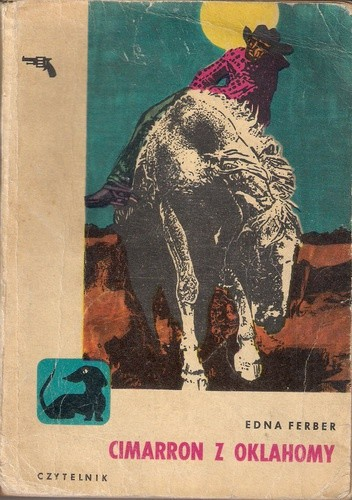 EDNA FERBER
CIMARRON Z OKLAHOMY
CZYTELNIK